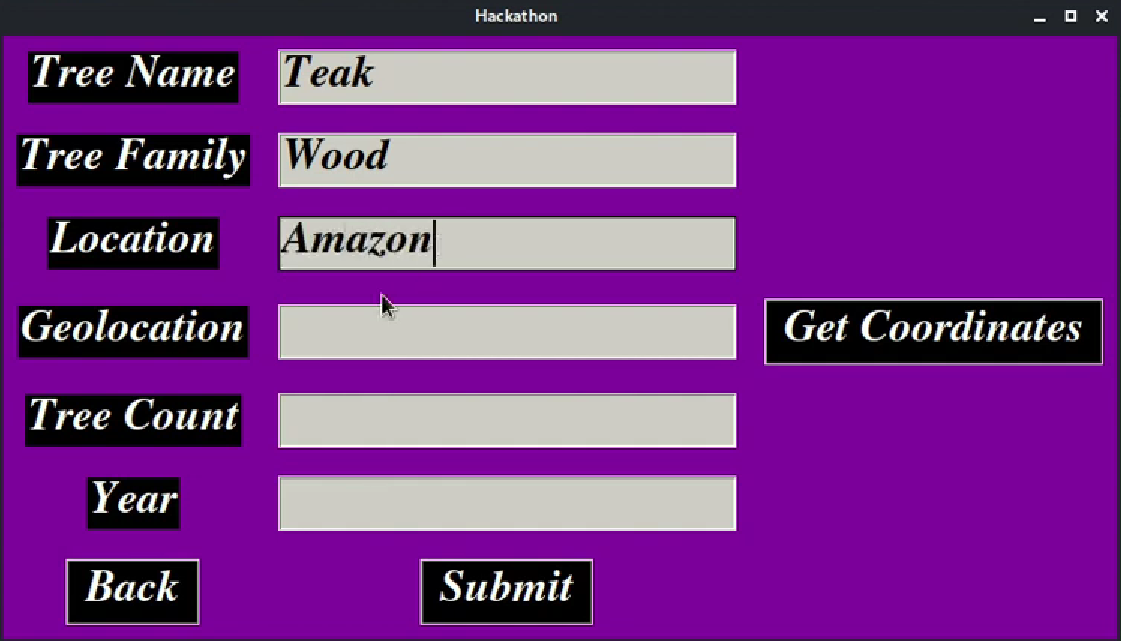 Hackathon
Tree Name Teak
Tree Family Wood
Location Amazon
Geolocation Get Coordinates
Tree Count
Year
Back Submit